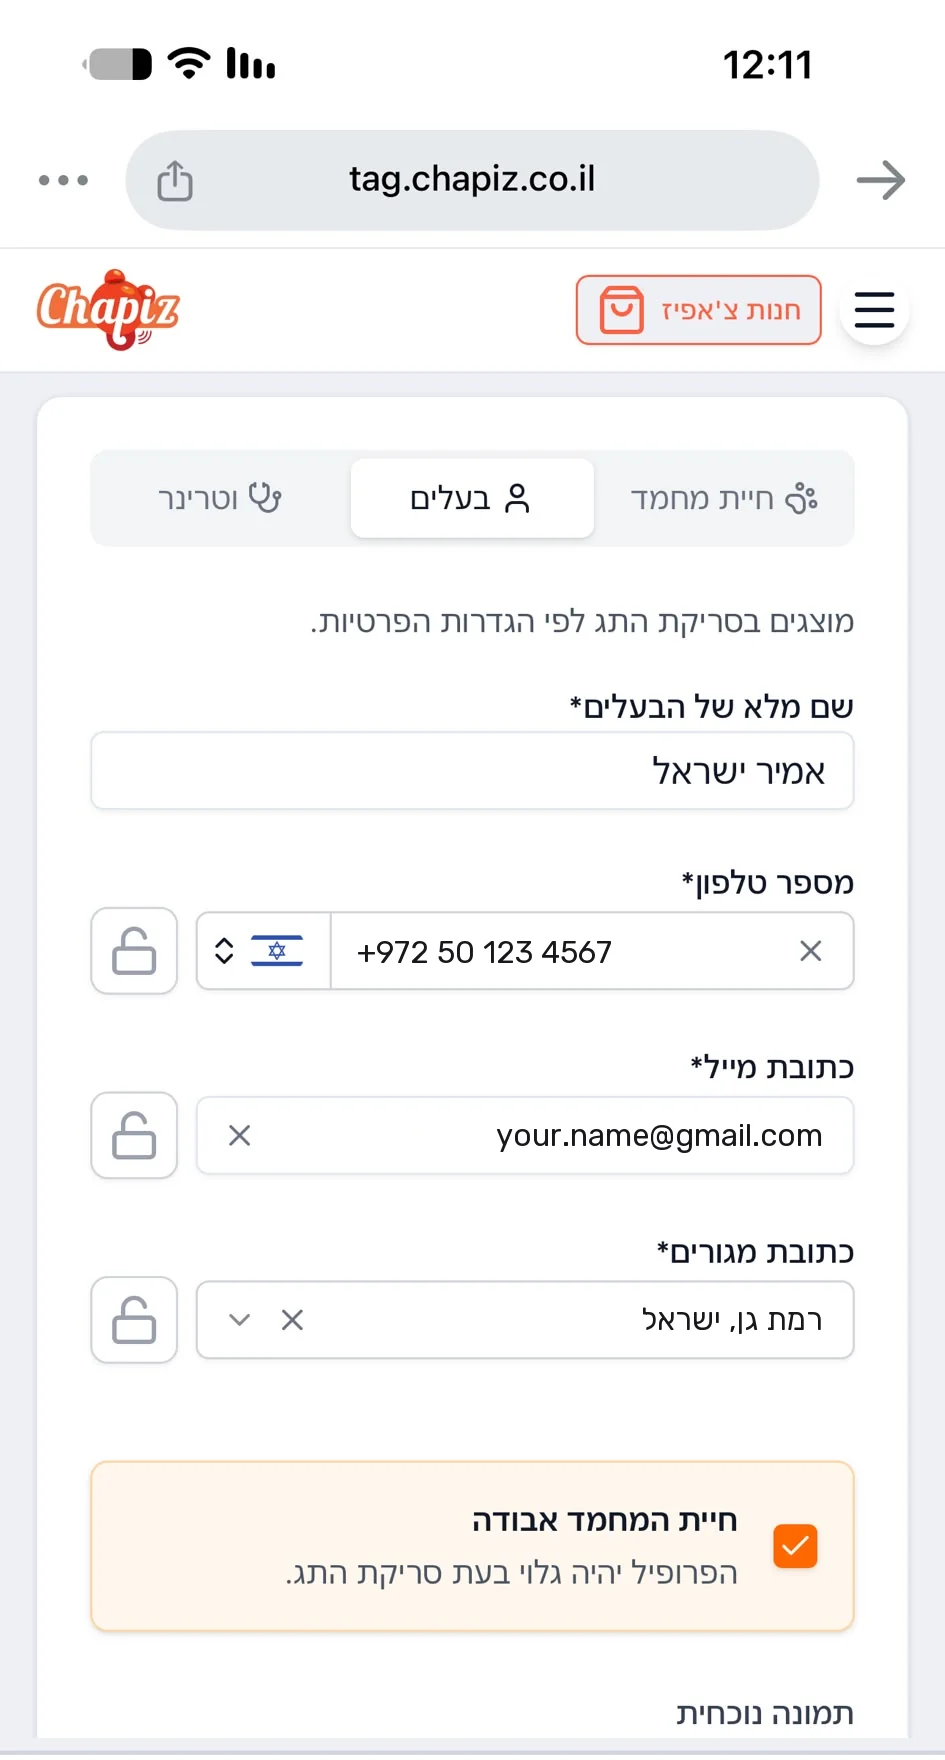 12:11
tag.chapiz.co.il
Chapiz
חנות צ'אפיז
חיית מחמד
בעלים
וטרינר
מוצגים בסריקת התג לפי הגדרות הפרטיות.
שם מלא של הבעלים*
אמיר ישראל
מספר טלפון*
+972 50 123 4567
כתובת מייל*
your.name@gmail.com
כתובת מגורים*
רמת גן, ישראל
חיית המחמד אבודה
הפרופיל יהיה גלוי בעת סריקת התג.
תמונה נוכחית